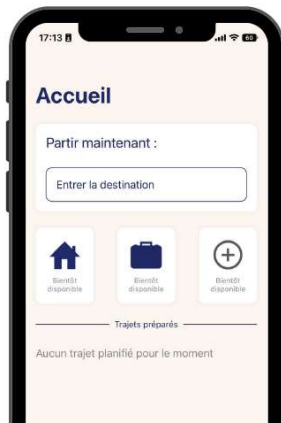 17:13
60
Accueil
Partir maintenant :
Entrer la destination
Bientôt
disponible
Bientôt
disponible
Bientôt
disponible
Trajets préparés
Aucun trajet planifié pour le moment